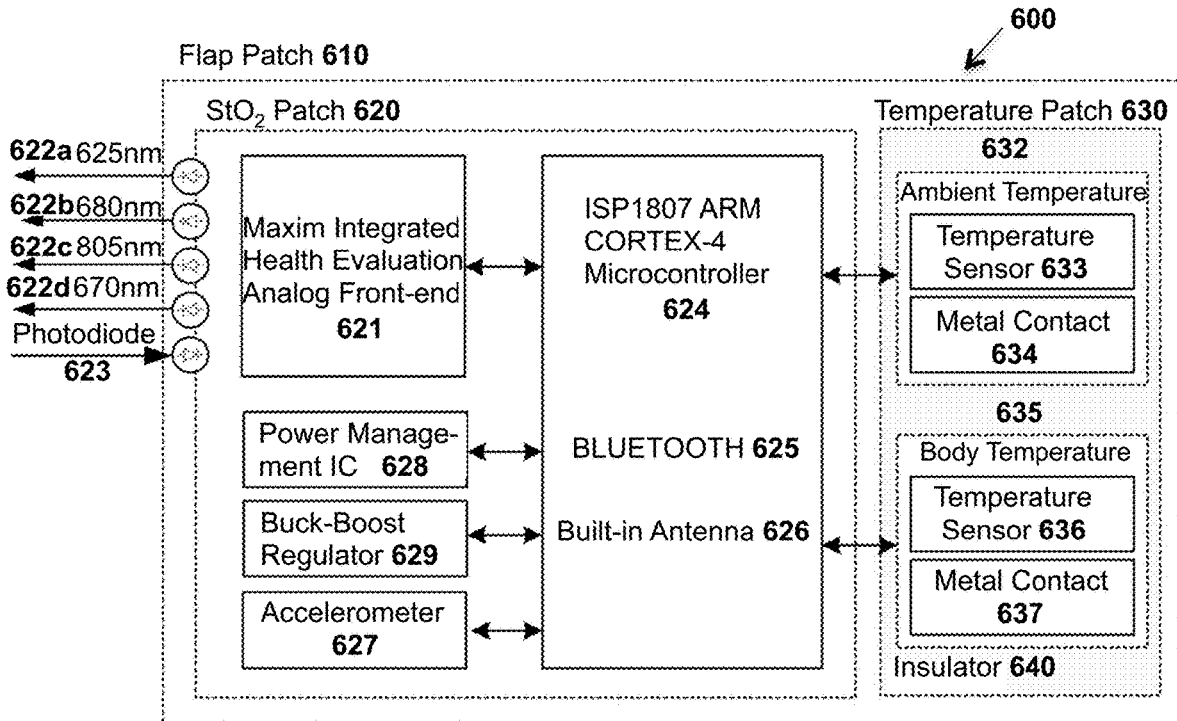 600
Flap Patch 610
StO₂ Patch 620
Temperature Patch 630
622a 625nm
622b 680nm
622c 805nm
622d 670nm
Photodiode
623
Maxim Integrated
Health Evaluation
Analog Front-end
621
ISP1807 ARM
CORTEX-4
Microcontroller
624
BLUETOOTH 625
Built-in Antenna 626
Power Manage-
ment IC 628
Buck-Boost
Regulator 629
Accelerometer
627
632
Ambient Temperature
Temperature
Sensor 633
Metal Contact
634
635
Body Temperature
Temperature
Sensor 636
Metal Contact
637
Insulator 640